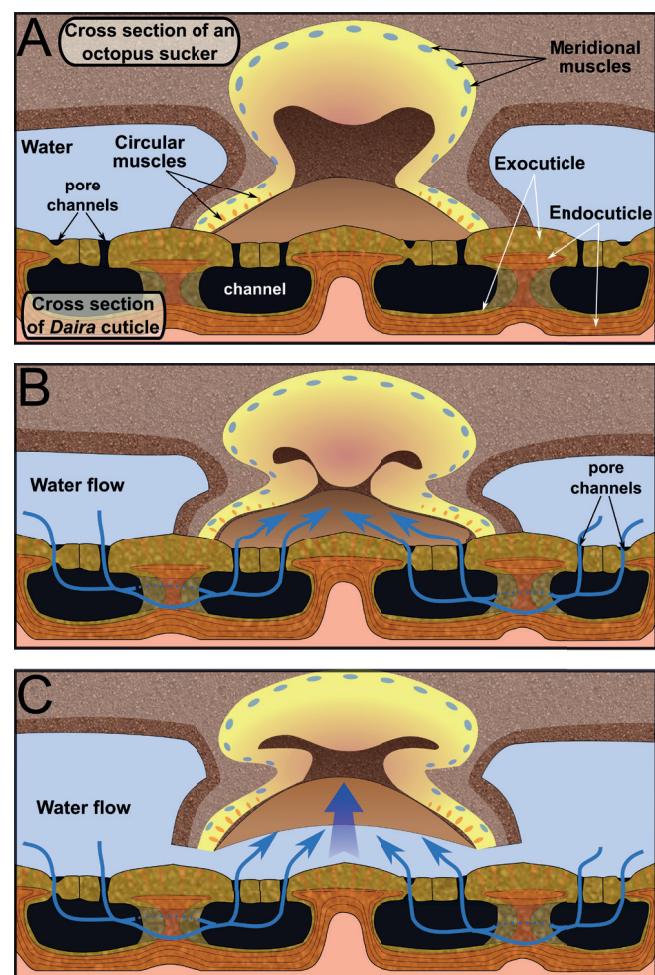 A
Cross section of an
octopus sucker
Meridional
muscles
Water
Circular
muscles
Exocuticle
pore
channels
Endocuticle
channel
Cross section
of Daira cuticle
B
Water flow
pore
channels
C
Water flow